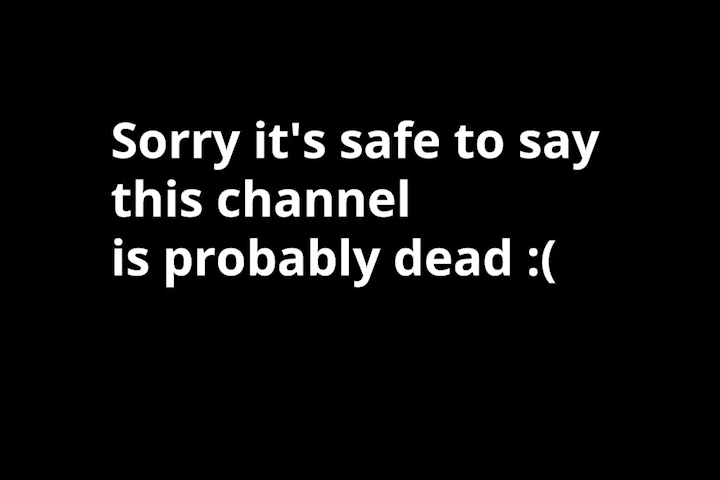 Sorry it's safe to say
this channel
is probably dead :(